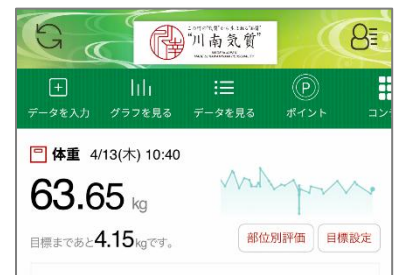 "川南気質"
データを入力 グラフを見る データを見る ポイント コン
体重 4/13(木) 10:40
63.65 kg
目標まであと4.15kgです。
部位別評価 目標設定